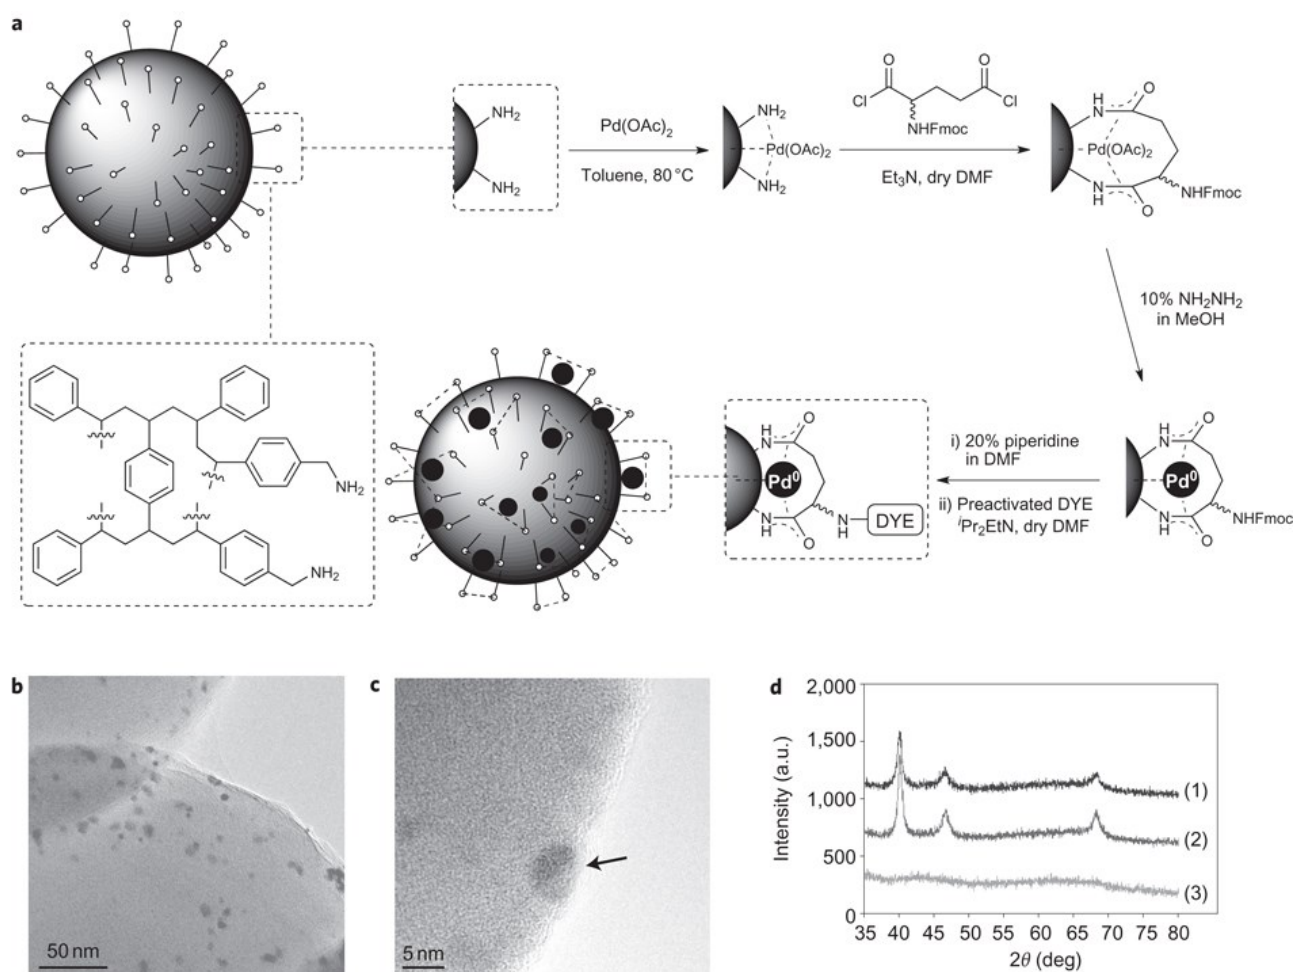 a
NH2
NH2
Pd(OAc)2
Toluene, 80 °C
NH2
Pd(OAc)2
NH2
O
O
Cl
Cl
NHFmoc
Et3N, dry DMF
O
H
N
Pd(OAc)2
N
H
O
NHFmoc
10% NH2NH2
in MeOH
NH2
NH2
O
H
N
Pd0
N
H
O
HN
DYE
i) 20% piperidine
in DMF
ii) Preactivated DYE
iPr2EtN, dry DMF
O
H
N
Pd0
N
H
O
NHFmoc
b
50 nm
c
5 nm
d
2,000
1,500
1,000
500
0
Intensity (a.u.)
(1)
(2)
(3)
35 40 45 50 55 60 65 70 75 80
2θ (deg)